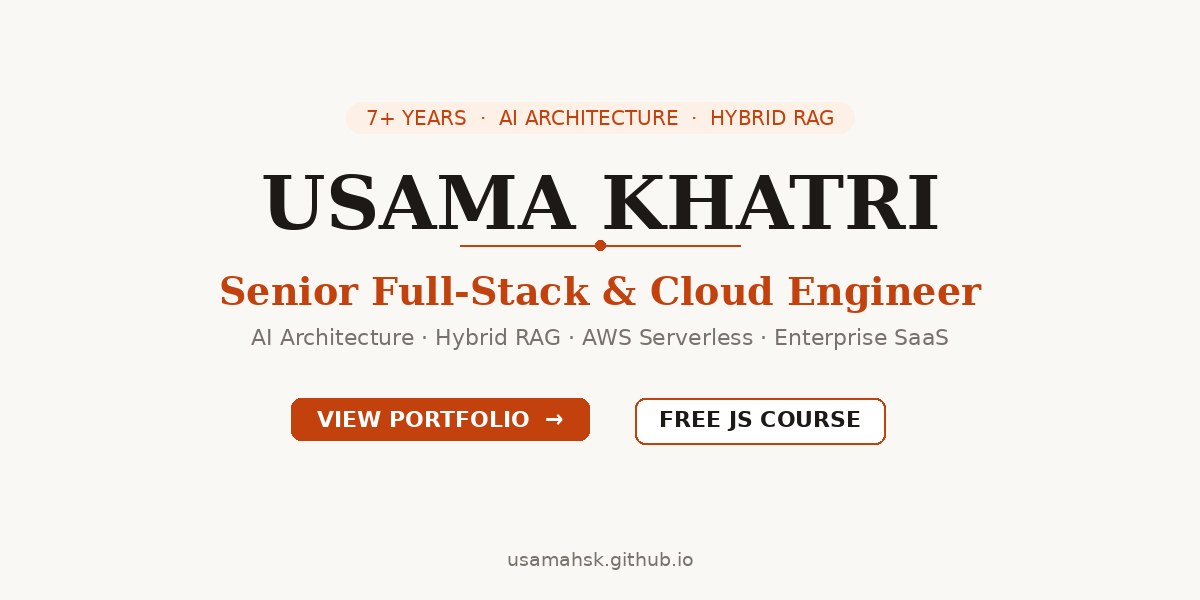 7+ YEARS · AI ARCHITECTURE · HYBRID RAG
USAMA KHATRI
Senior Full-Stack & Cloud Engineer
AI Architecture · Hybrid RAG · AWS Serverless · Enterprise SaaS
VIEW PORTFOLIO →
FREE JS COURSE
usamahsk.github.io